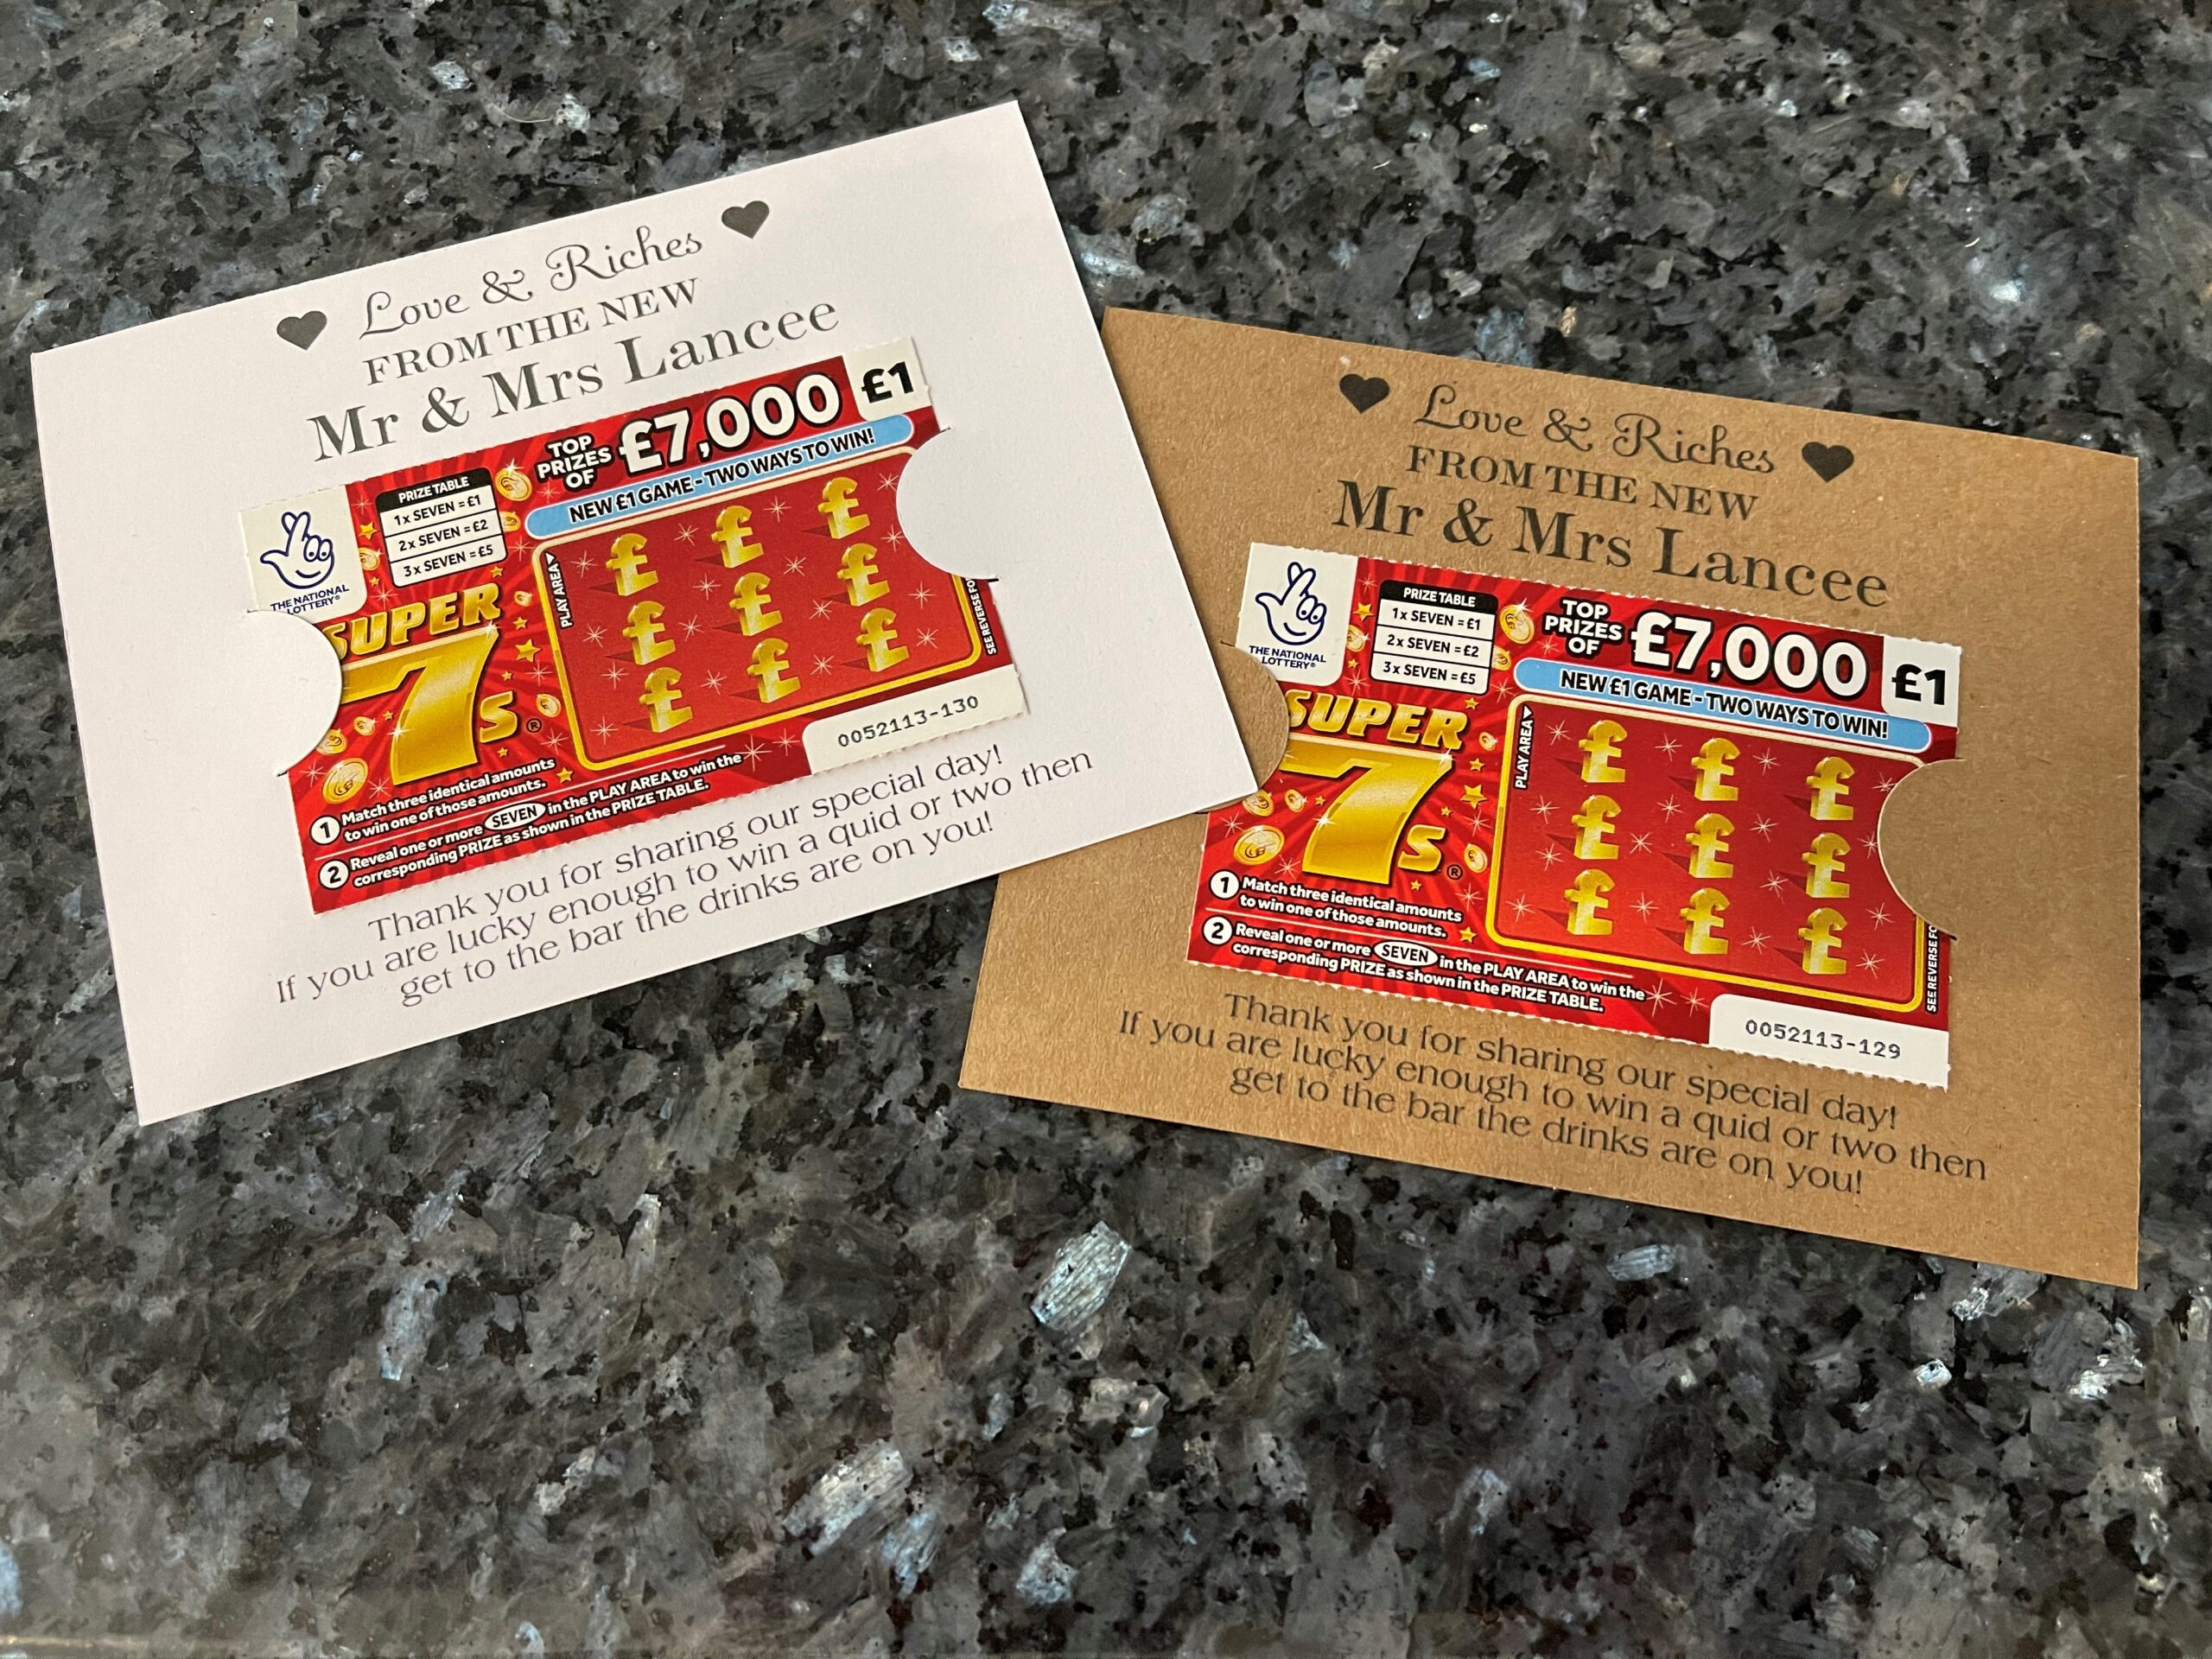 Love & Riches
FROM THE NEW
Mr & Mrs Lancee
THE NATIONAL
LOTTERY®
PRIZE TABLE
1x SEVEN = £1
2x SEVEN = £2
3x SEVEN = £5
TOP
PRIZES
OF
£7,000
£1
NEW £1 GAME - TWO WAYS TO WIN!
SUPER
7s®
PLAY AREA
£ £ £
£ £ £
£ £ £
SEE REVERSE FO
1 Match three identical amounts
to win one of those amounts.
2 Reveal one or more SEVEN in the PLAY AREA to win the
corresponding PRIZE as shown in the PRIZE TABLE.
0052113-130
Thank you for sharing our special day!
If you are lucky enough to win a quid or two then
get to the bar the drinks are on you!
Love & Riches
FROM THE NEW
Mr & Mrs Lancee
THE NATIONAL
LOTTERY®
PRIZE TABLE
1x SEVEN = £1
2x SEVEN = £2
3x SEVEN = £5
TOP
PRIZES
OF
£7,000
£1
NEW £1 GAME - TWO WAYS TO WIN!
SUPER
7s®
PLAY AREA
£ £ £
£ £ £
£ £ £
SEE REVERSE FO
1 Match three identical amounts
to win one of those amounts.
2 Reveal one or more SEVEN in the PLAY AREA to win the
corresponding PRIZE as shown in the PRIZE TABLE.
0052113-129
Thank you for sharing our special day!
If you are lucky enough to win a quid or two then
get to the bar the drinks are on you!